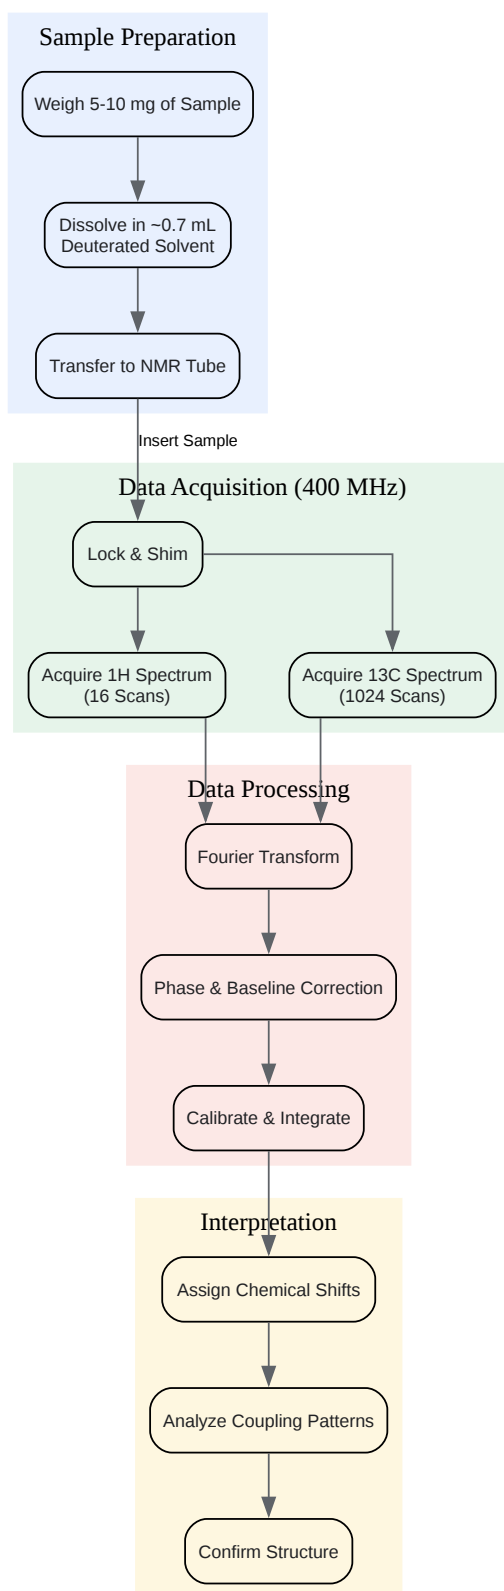 Sample Preparation
Weigh 5-10 mg of Sample
Dissolve in ~0.7 mL
Deuterated Solvent
Transfer to NMR Tube
Insert Sample
Data Acquisition (400 MHz)
Lock & Shim
Acquire 1H Spectrum
(16 Scans)
Acquire 13C Spectrum
(1024 Scans)
Data Processing
Fourier Transform
Phase & Baseline Correction
Calibrate & Integrate
Interpretation
Assign Chemical Shifts
Analyze Coupling Patterns
Confirm Structure